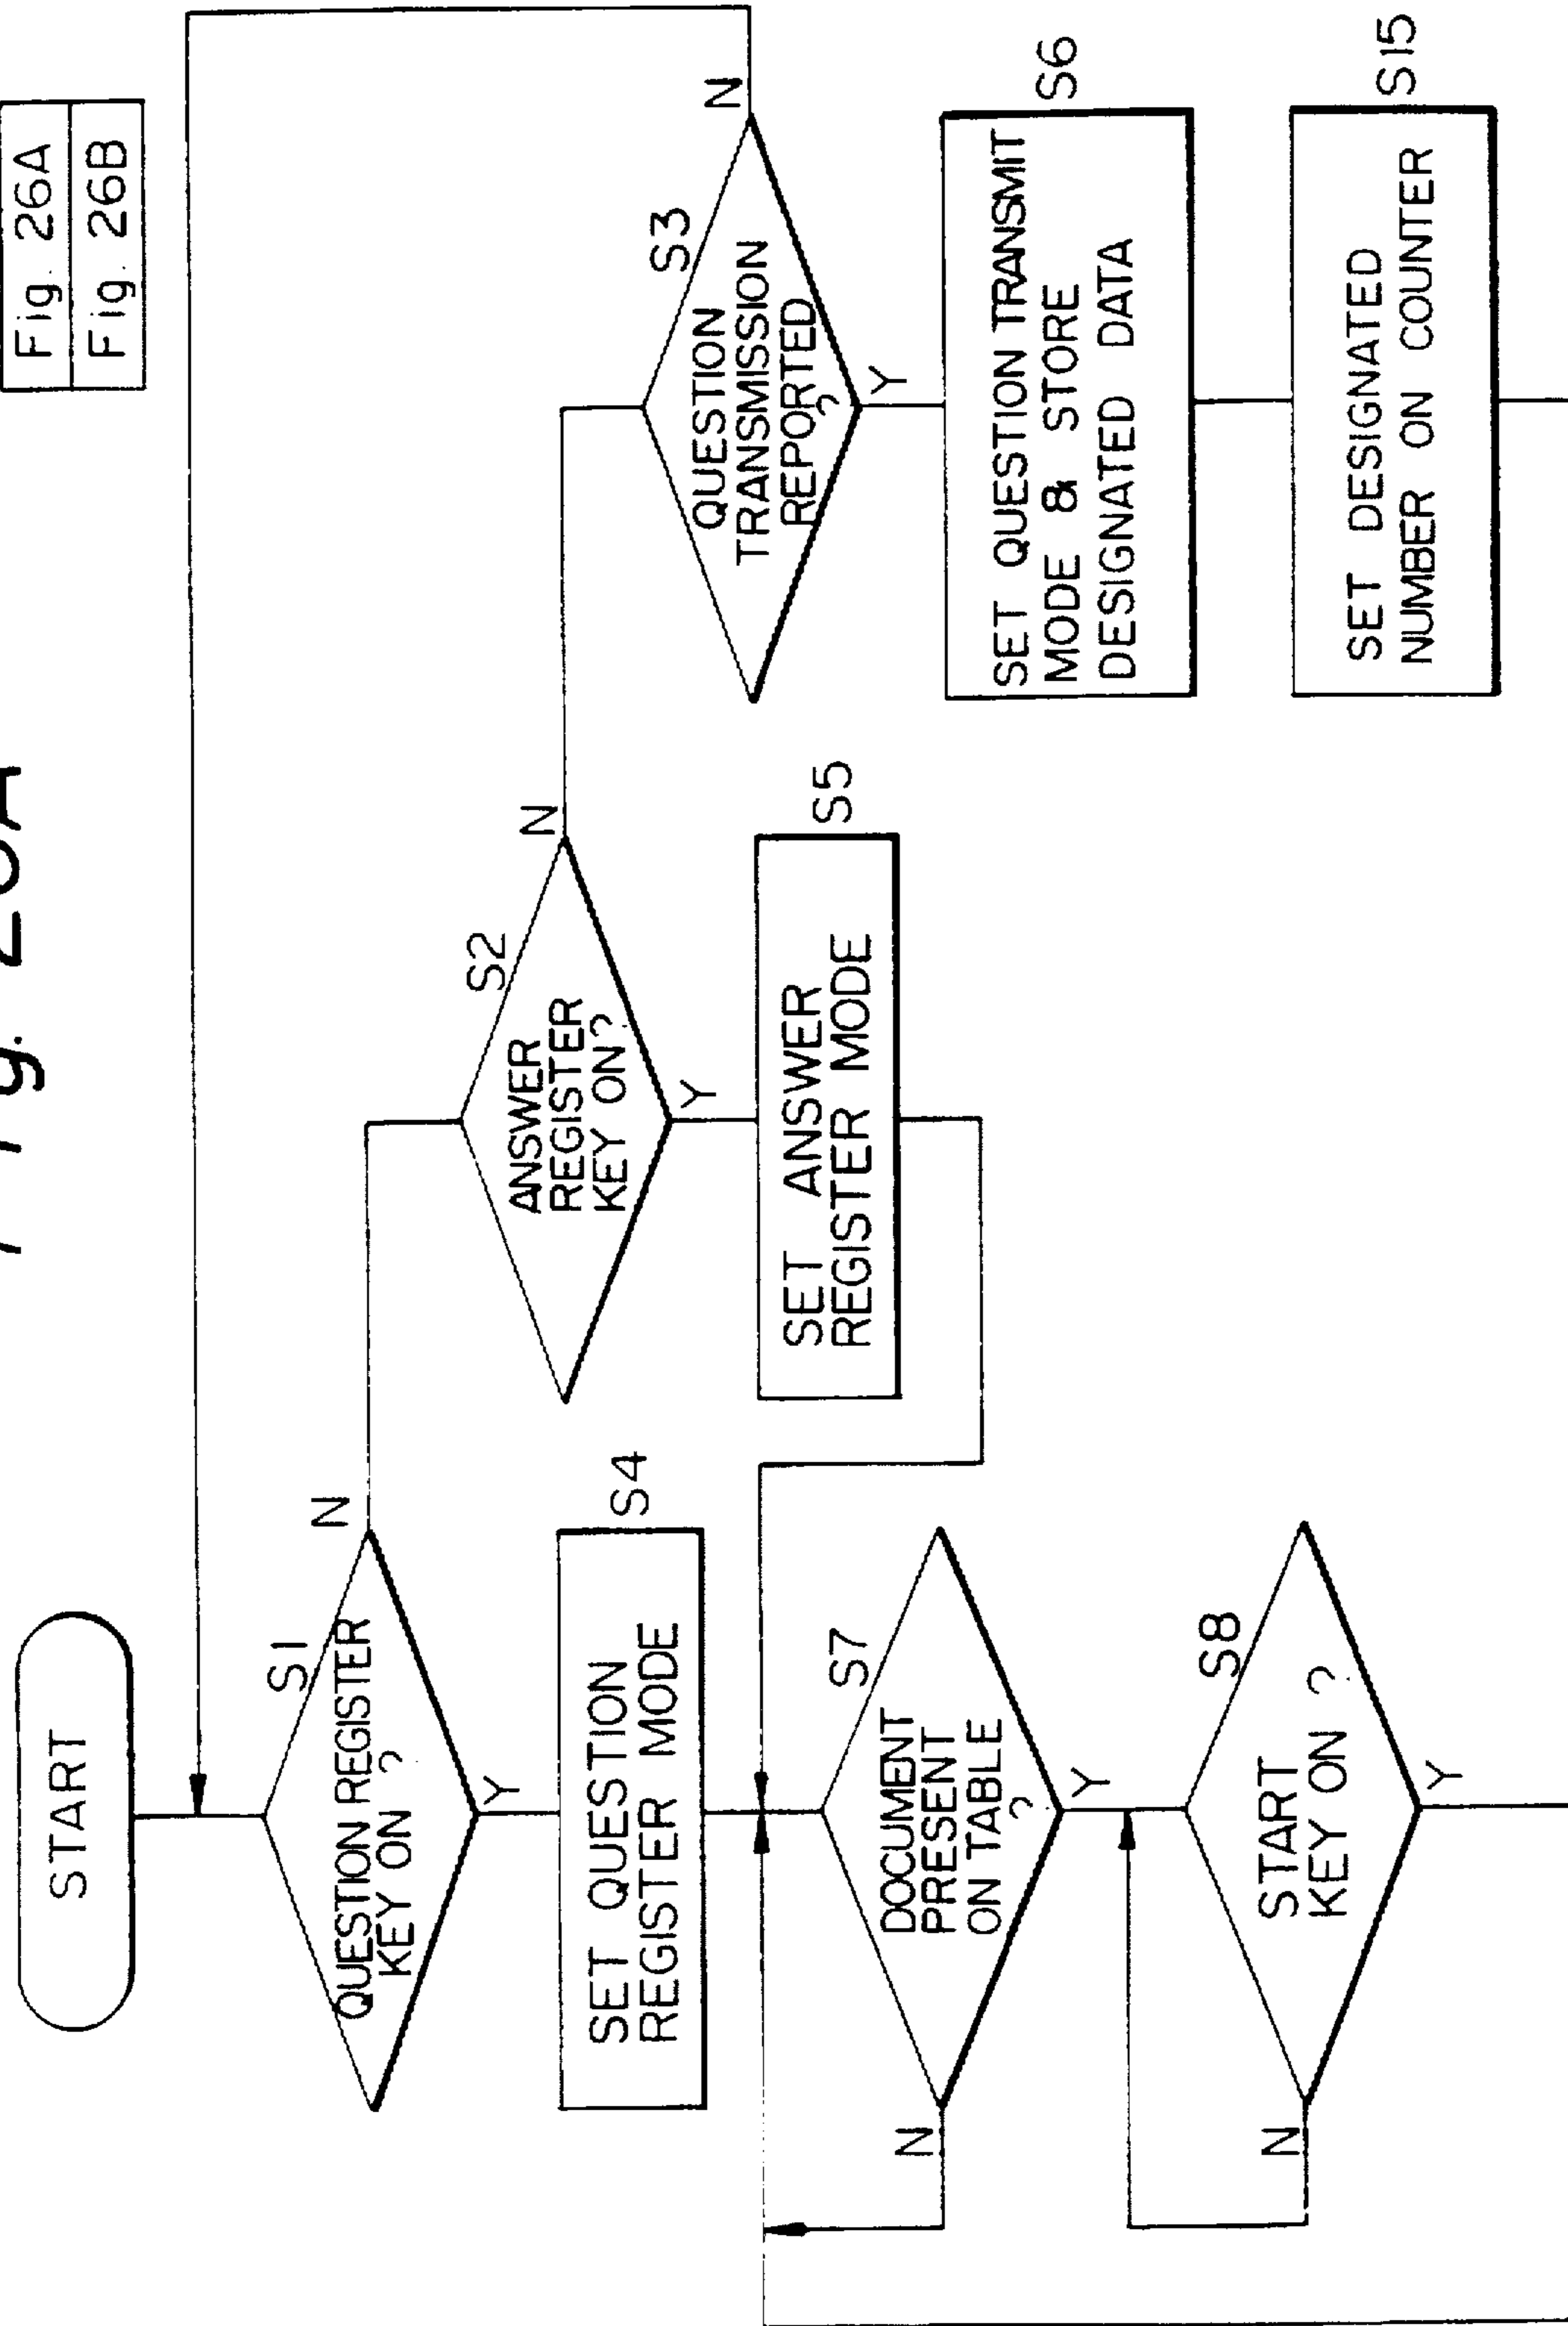 Fig. 26A
Fig. 26A
Fig. 26B
START
S1
QUESTION REGISTER
KEY ON ?
N
Y
SET QUESTION
REGISTER MODE
S4
S2
ANSWER
REGISTER
KEY ON?
N
Y
SET ANSWER
REGISTER MODE
S5
S3
QUESTION
TRANSMISSION
REPORTED
?
N
Y
SET QUESTION TRANSMIT
MODE & STORE
DESIGNATED DATA
S6
SET DESIGNATED
NUMBER ON COUNTER
S15
S7
DOCUMENT
PRESENT
ON TABLE
?
N
Y
S8
START
KEY ON ?
N
Y